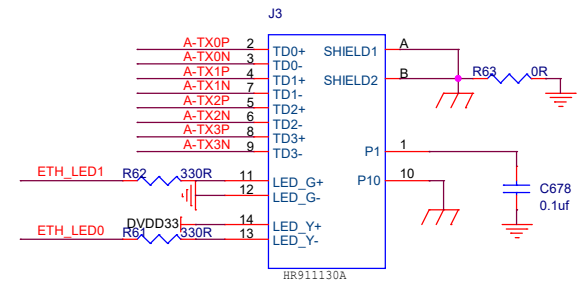 J3
A-TX0P 2 TD0+ SHIELD1 A
A-TX0N 3 TD0-
A-TX1P 4 TD1+ SHIELD2 B R63 0R
A-TX1N 7 TD1-
A-TX2P 5 TD2+
A-TX2N 6 TD2-
A-TX3P 8 TD3+
A-TX3N 9 TD3- P1 1
ETH_LED1 R62 330R 11 LED_G+ P10 10
12 LED_G- C678
0.1uf
DVDD33 14 LED_Y+
ETH_LED0 R61 330R 13 LED_Y-
HR911130A